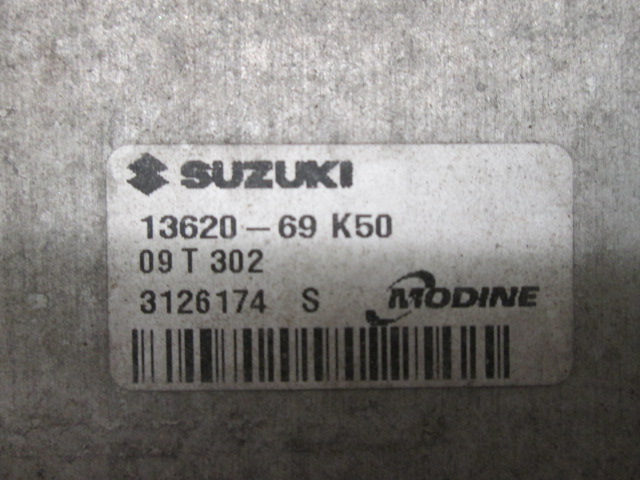 SUZUKI
13620-69 K50
09 T 302
3126174 S MODINE